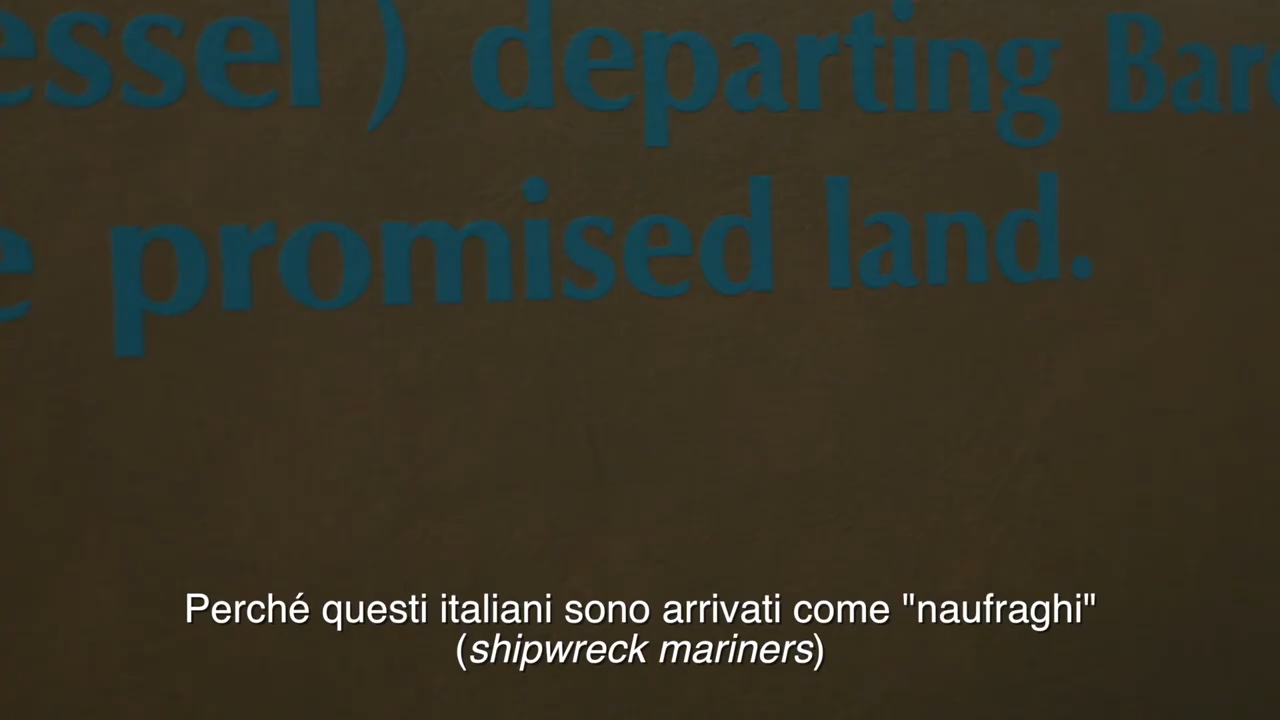 essel) departing Bar
e promised land.
Perché questi italiani sono arrivati come "naufraghi"
(shipwreck mariners)